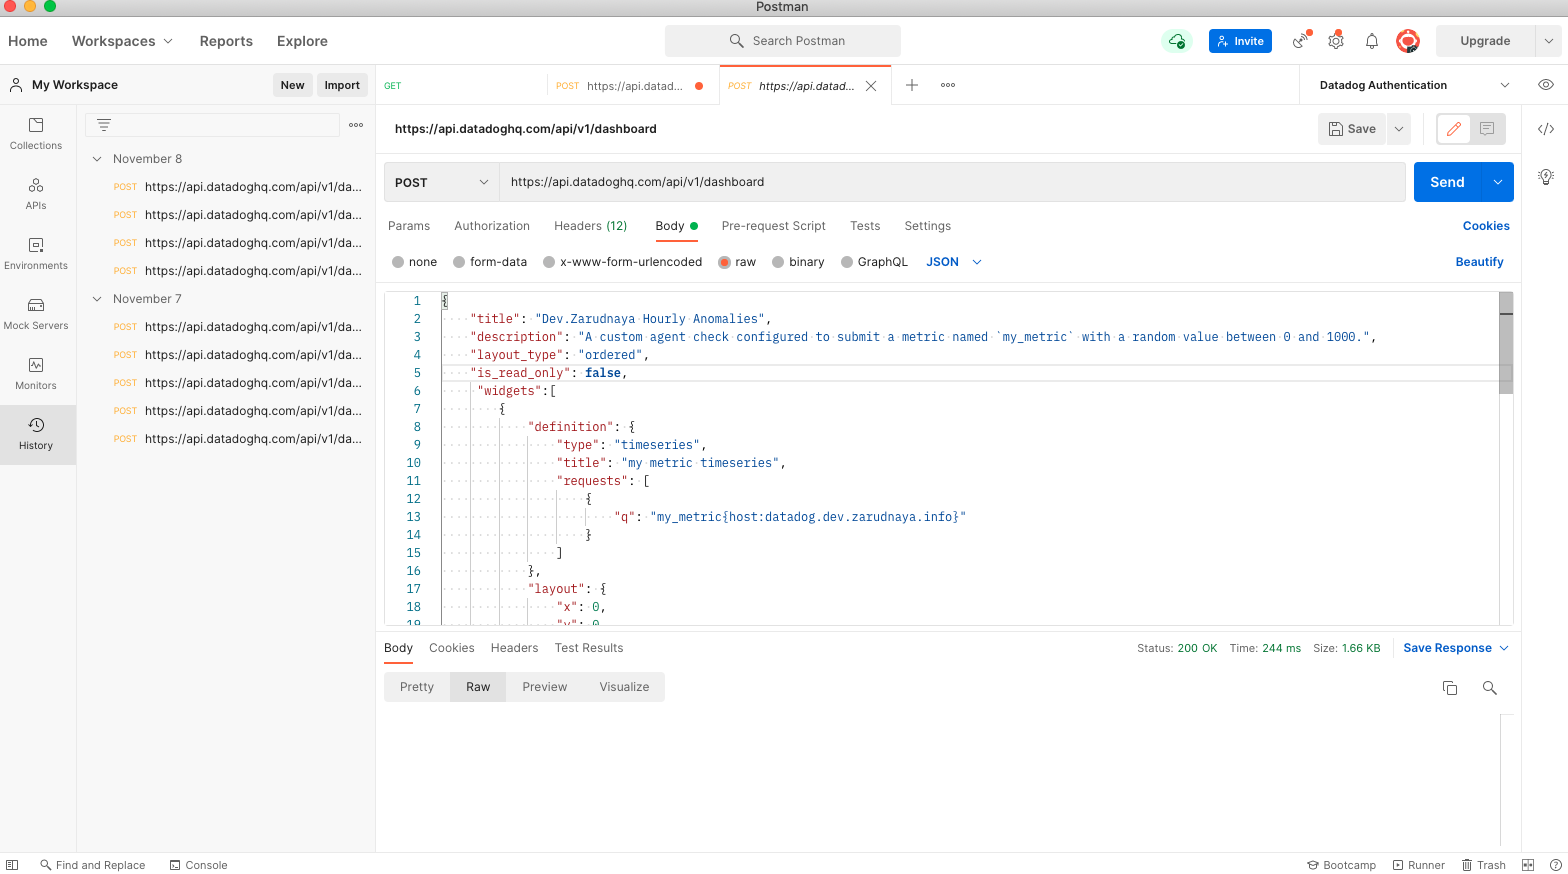 Postman
Home Workspaces Reports Explore Search Postman Invite Upgrade
My Workspace New Import GET POST https://api.datad... POST https://api.datad... Datadog Authentication
Collections
APIs
Environments
Mock Servers
Monitors
History
November 8
POST https://api.datadoghq.com/api/v1/da...
POST https://api.datadoghq.com/api/v1/da...
POST https://api.datadoghq.com/api/v1/da...
POST https://api.datadoghq.com/api/v1/da...
November 7
POST https://api.datadoghq.com/api/v1/da...
POST https://api.datadoghq.com/api/v1/da...
POST https://api.datadoghq.com/api/v1/da...
POST https://api.datadoghq.com/api/v1/da...
POST https://api.datadoghq.com/api/v1/da...
https://api.datadoghq.com/api/v1/dashboard Save
POST https://api.datadoghq.com/api/v1/dashboard Send
Params Authorization Headers (12) Body Pre-request Script Tests Settings Cookies
none form-data x-www-form-urlencoded raw binary GraphQL JSON Beautify
1 {
2 "title": "Dev.Zarudnaya Hourly Anomalies",
3 "description": "A custom agent check configured to submit a metric named `my_metric` with a random value between 0 and 1000.",
4 "layout_type": "ordered",
5 "is_read_only": false,
6 "widgets":[
7 {
8 "definition": {
9 "type": "timeseries",
10 "title": "my metric timeseries",
11 "requests": [
12 {
13 "q": "my_metric{host:datadog.dev.zarudnaya.info}"
14 }
15 ]
16 },
17 "layout": {
18 "x": 0,
19 "y": 0
Body Cookies Headers Test Results Status: 200 OK Time: 244 ms Size: 1.66 KB Save Response
Pretty Raw Preview Visualize
Find and Replace Console Bootcamp Runner Trash